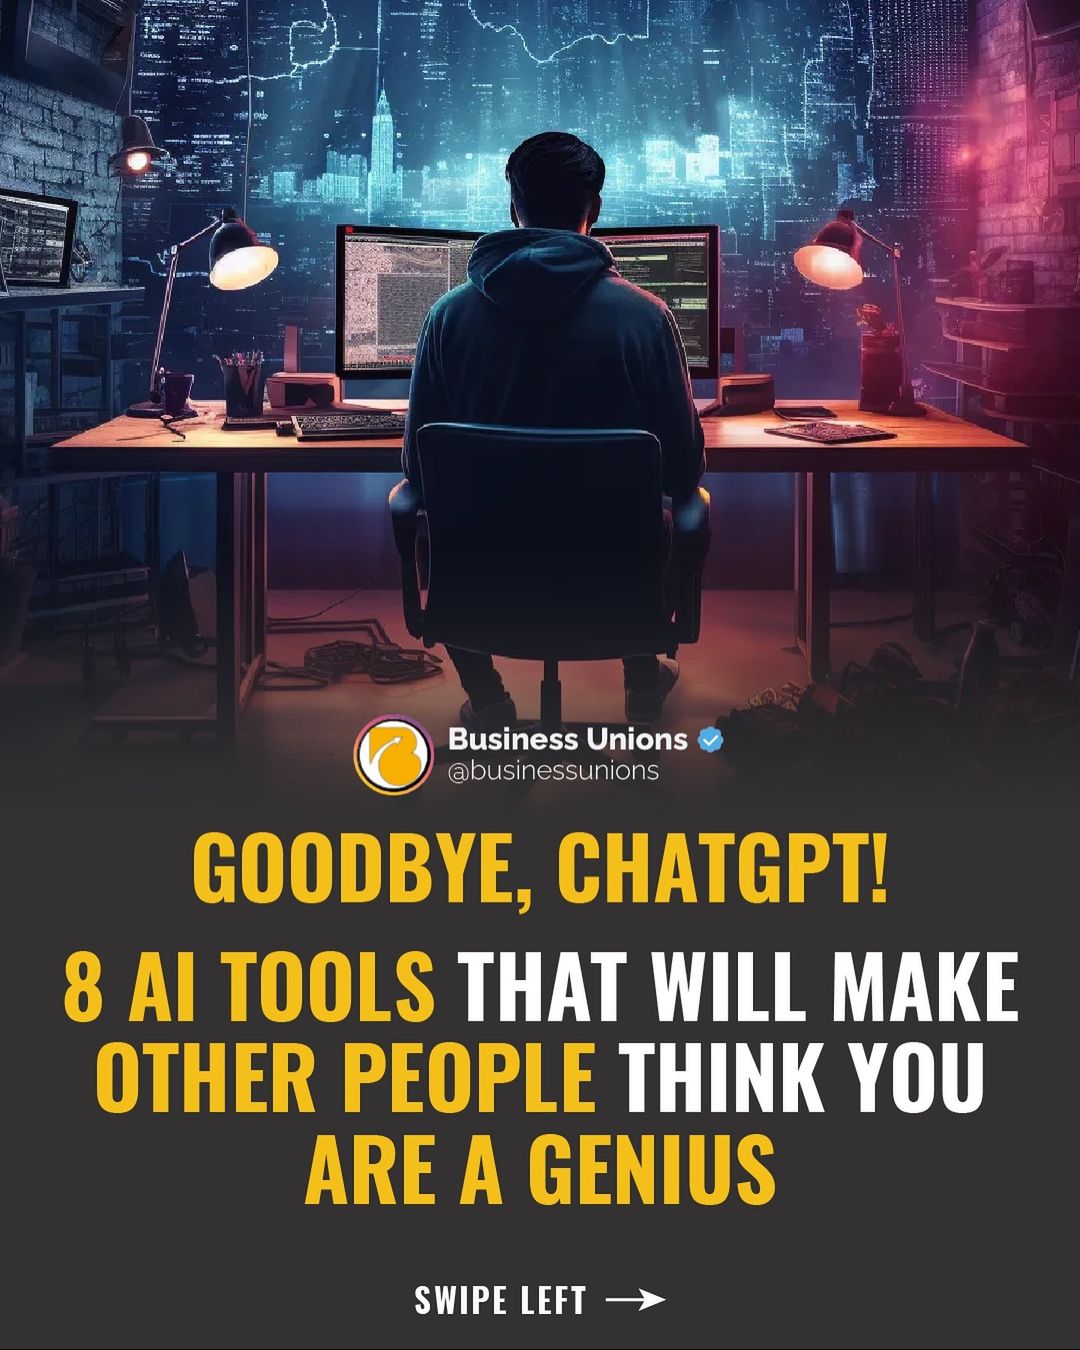 Business Unions
@businessunions
GOODBYE, CHATGPT!
8 AI TOOLS THAT WILL MAKE
OTHER PEOPLE THINK YOU
ARE A GENIUS
SWIPE LEFT